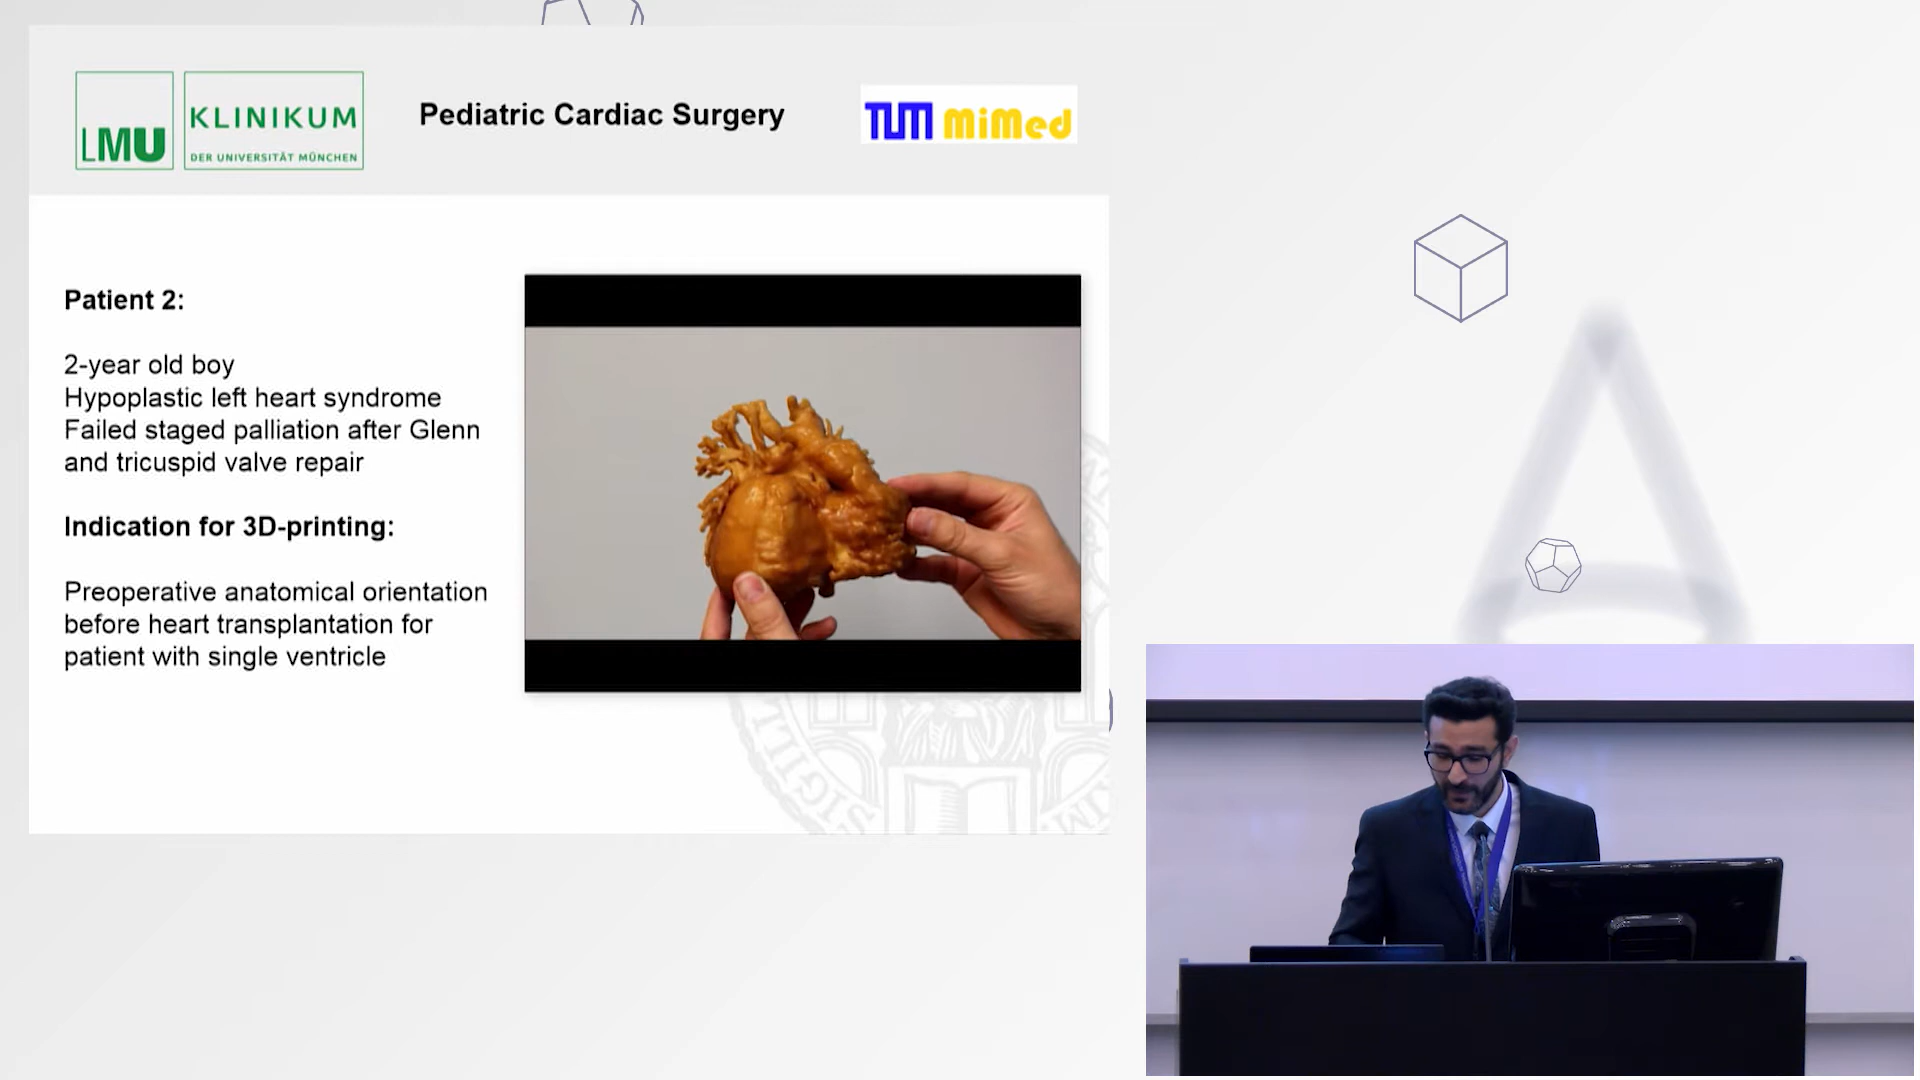 LMU
KLINIKUM
DER UNIVERSITÄT MÜNCHEN
Pediatric Cardiac Surgery
TUM MiMed
Patient 2:
2-year old boy
Hypoplastic left heart syndrome
Failed staged palliation after Glenn
and tricuspid valve repair
Indication for 3D-printing:
Preoperative anatomical orientation
before heart transplantation for
patient with single ventricle